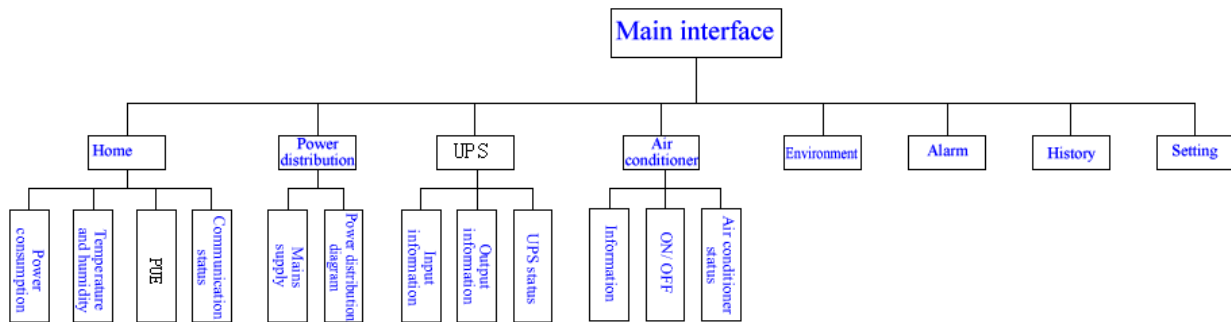 Main interface
Home
Power
distribution
UPS
Air
conditioner
Environment
Alarm
History
Setting
Power
consumption
Temperature
and humidity
PUE
Communication
status
Mains
supply
Power distribution
diagram
Input
information
Output
information
UPS status
Information
ON/ OFF
Air conditioner
status